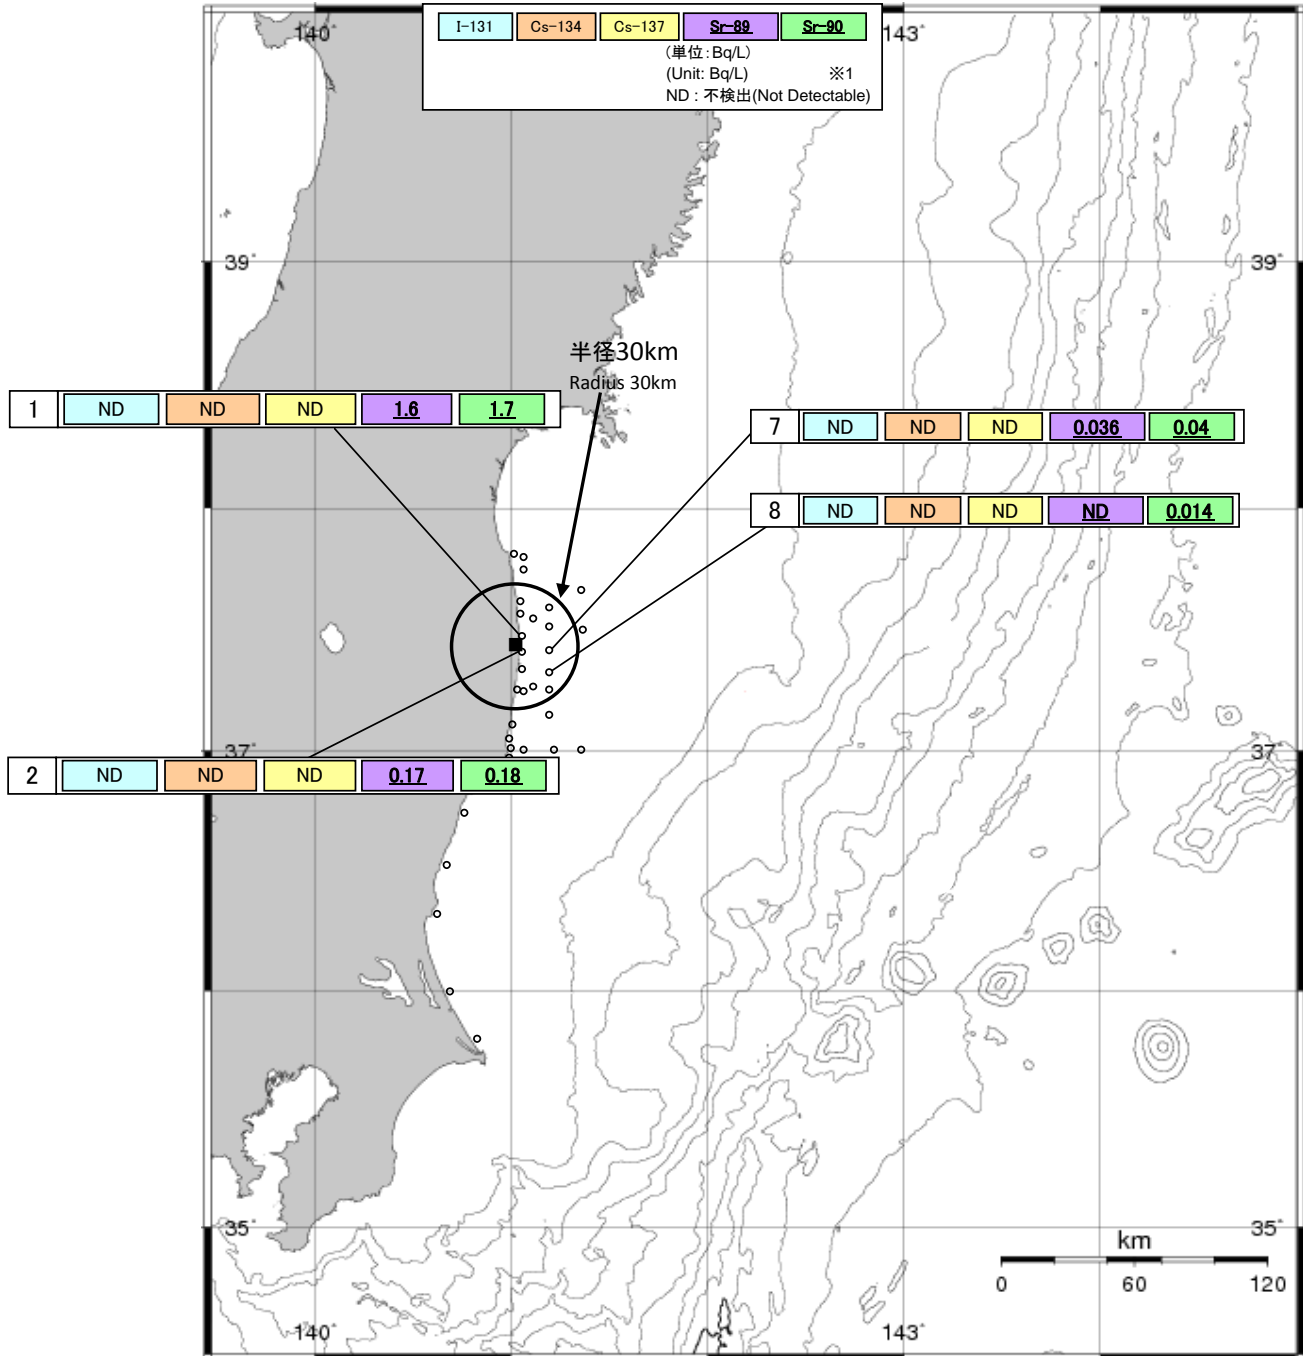 140°
I-131 Cs-134 Cs-137 Sr-89 Sr-90
143°
(単位:Bq/L)
(Unit: Bq/L) ※1
ND : 不検出(Not Detectable)
39°
39°
半径30km
Radius 30km
1 ND ND ND 1.6 1.7
7 ND ND ND 0.036 0.04
8 ND ND ND ND 0.014
37°
37°
2 ND ND ND 0.17 0.18
35°
35°
km
0 60 120
140°
143°